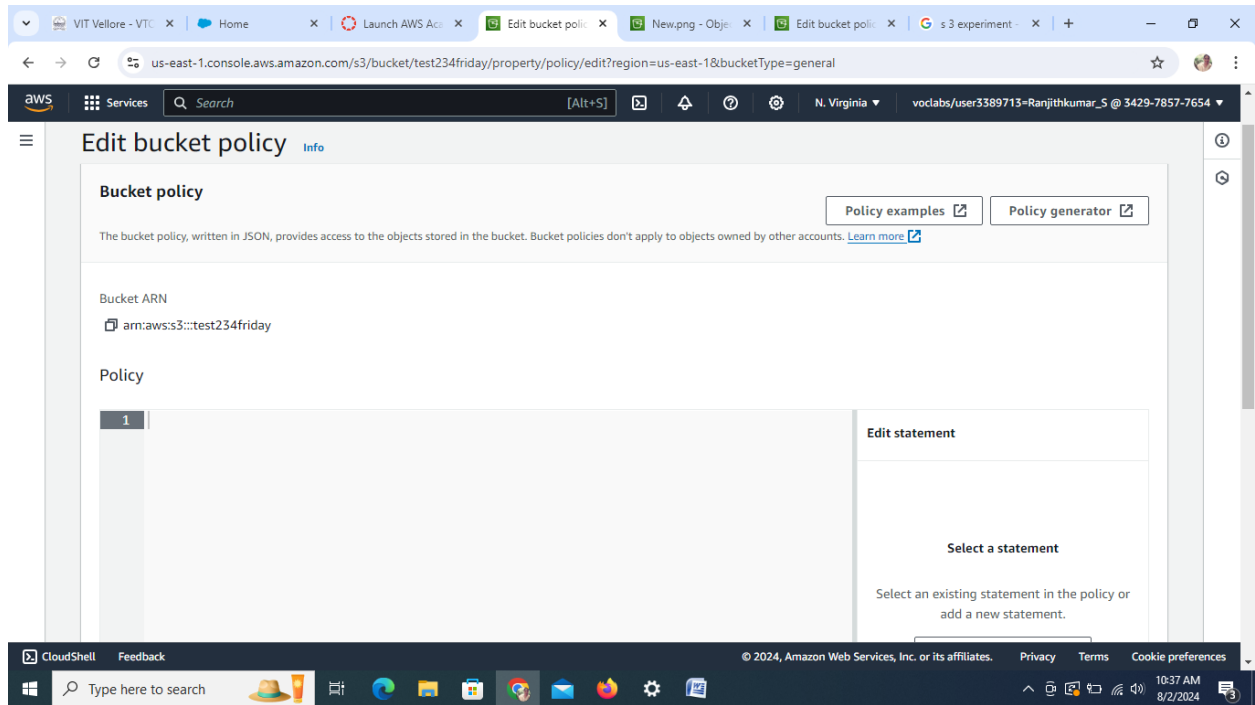 VIT Vellore - VTC
Home
Launch AWS Aca
Edit bucket polic
New.png - Objec
Edit bucket polic
s 3 experiment -
us-east-1.console.aws.amazon.com/s3/bucket/test234friday/property/policy/edit?region=us-east-1&bucketType=general
aws Services Search [Alt+S] N. Virginia ▼ voclabs/user3389713=Ranjithkumar_S @ 3429-7857-7654 ▼
Edit bucket policy Info
Bucket policy
Policy examples Policy generator
The bucket policy, written in JSON, provides access to the objects stored in the bucket. Bucket policies don't apply to objects owned by other accounts. Learn more
Bucket ARN
arn:aws:s3:::test234friday
Policy
1
Edit statement
Select a statement
Select an existing statement in the policy or
add a new statement.
CloudShell Feedback © 2024, Amazon Web Services, Inc. or its affiliates. Privacy Terms Cookie preferences
Type here to search
10:37 AM
8/2/2024
3